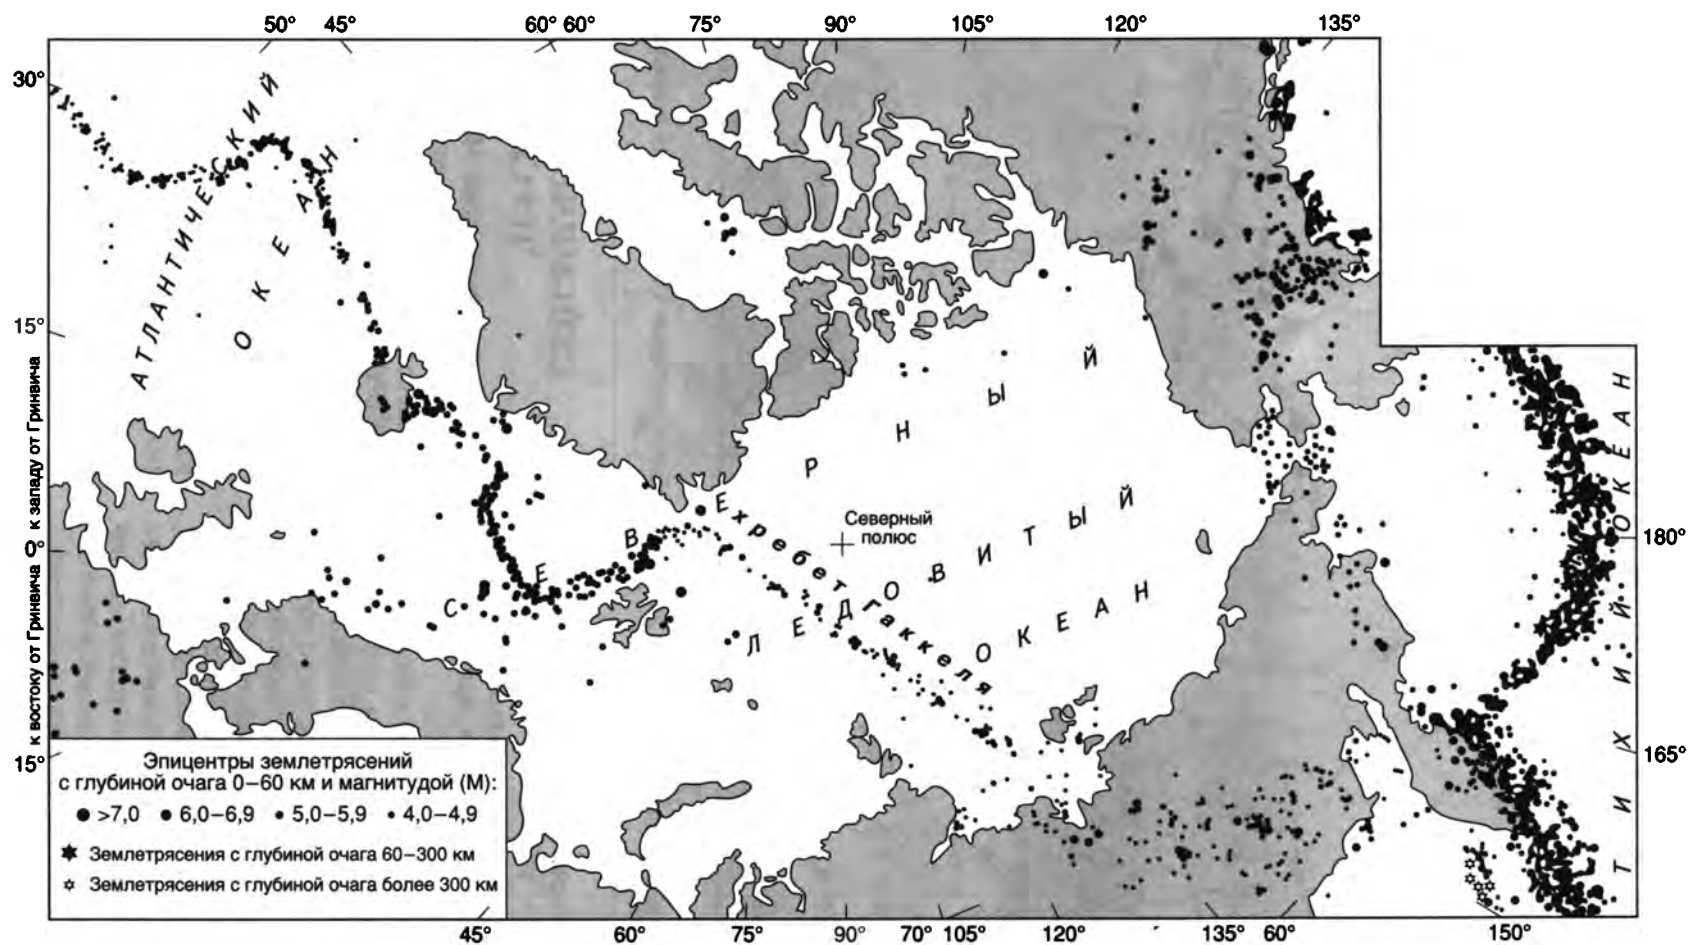 50° 45° 60° 60° 75° 90° 105° 120° 135°
30°
15°
0°
15°
к востоку от Гринвича к западу от Гринвича
АТЛАНТИЧЕСКИЙ
ОКЕАН
СЕВЕРНЫЙ
ЛЕДОВИТЫЙ
ОКЕАН
хребет Гаккеля
Северный
полюс
ТИХИЙ ОКЕАН
180°
165°
Эпицентры землетрясений
с глубиной очага 0–60 км и магнитудой (М):
>7,0 6,0–6,9 5,0–5,9 4,0–4,9
Землетрясения с глубиной очага 60–300 км
Землетрясения с глубиной очага более 300 км
45° 60° 75° 90° 70° 105° 120° 135° 60° 150°